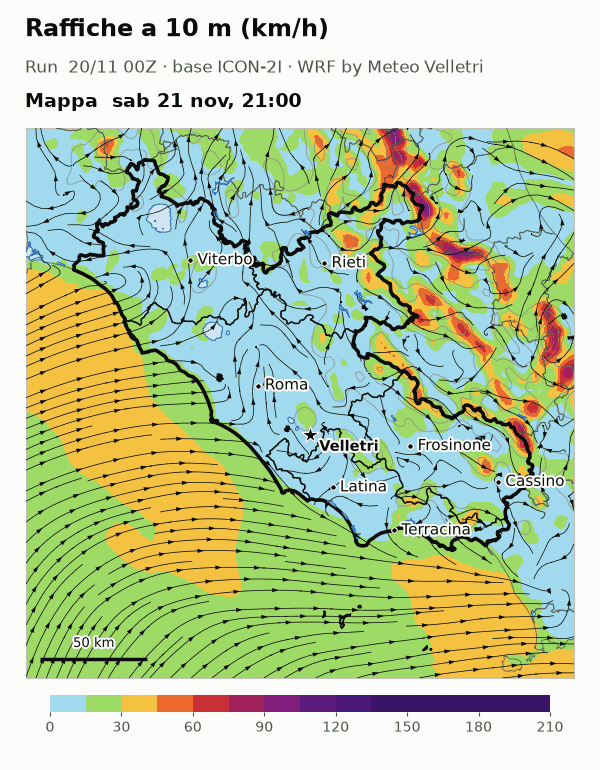 Raffiche a 10 m (km/h)
Run  20/11 00Z · base ICON-2I · WRF by Meteo Velletri
Mappa  sab 21 nov, 21:00
Viterbo
Rieti
Roma
Velletri
Frosinone
Latina
Cassino
Terracina
50 km
0 30 60 90 120 150 180 210